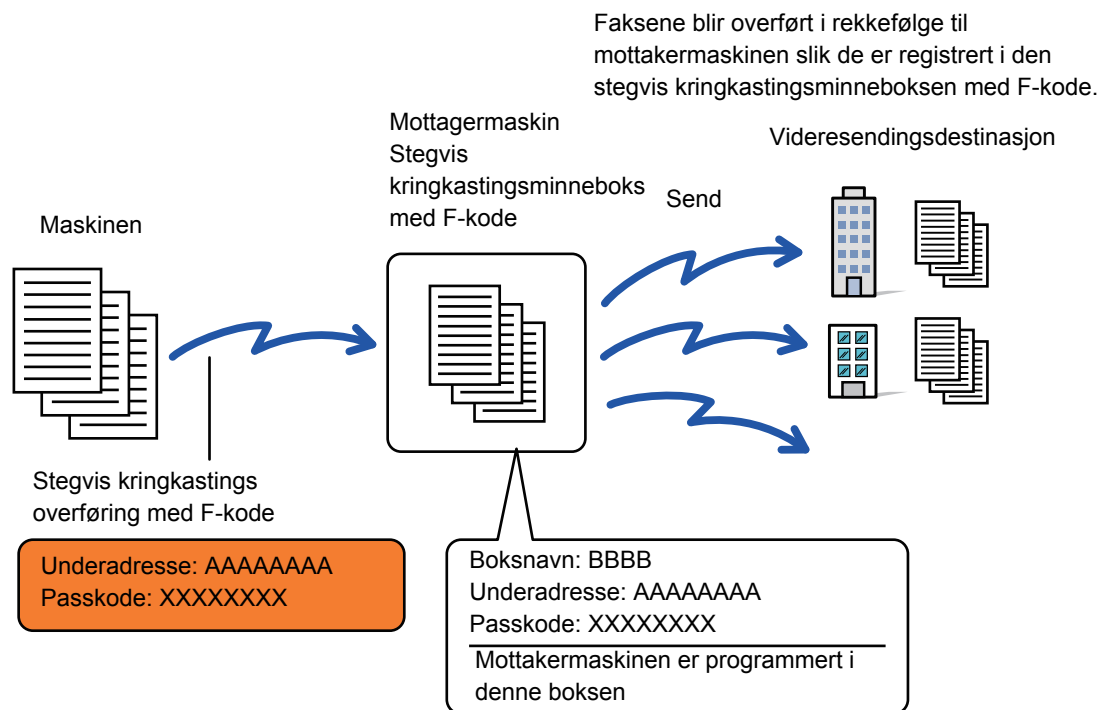 Faksene blir overført i rekkefølge til
mottakermaskinen slik de er registrert i den
stegvis kringkastingsminneboksen med F-kode.
Mottagermaskin
Stegvis
kringkastingsminneboks
med F-kode
Videresendingsdestinasjon
Send
Maskinen
Stegvis kringkastings
overføring med F-kode
Underadresse: AAAAAAAA
Passkode: XXXXXXXX
Boksnavn: BBBB
Underadresse: AAAAAAAA
Passkode: XXXXXXXX
Mottakermaskinen er programmert i
denne boksen